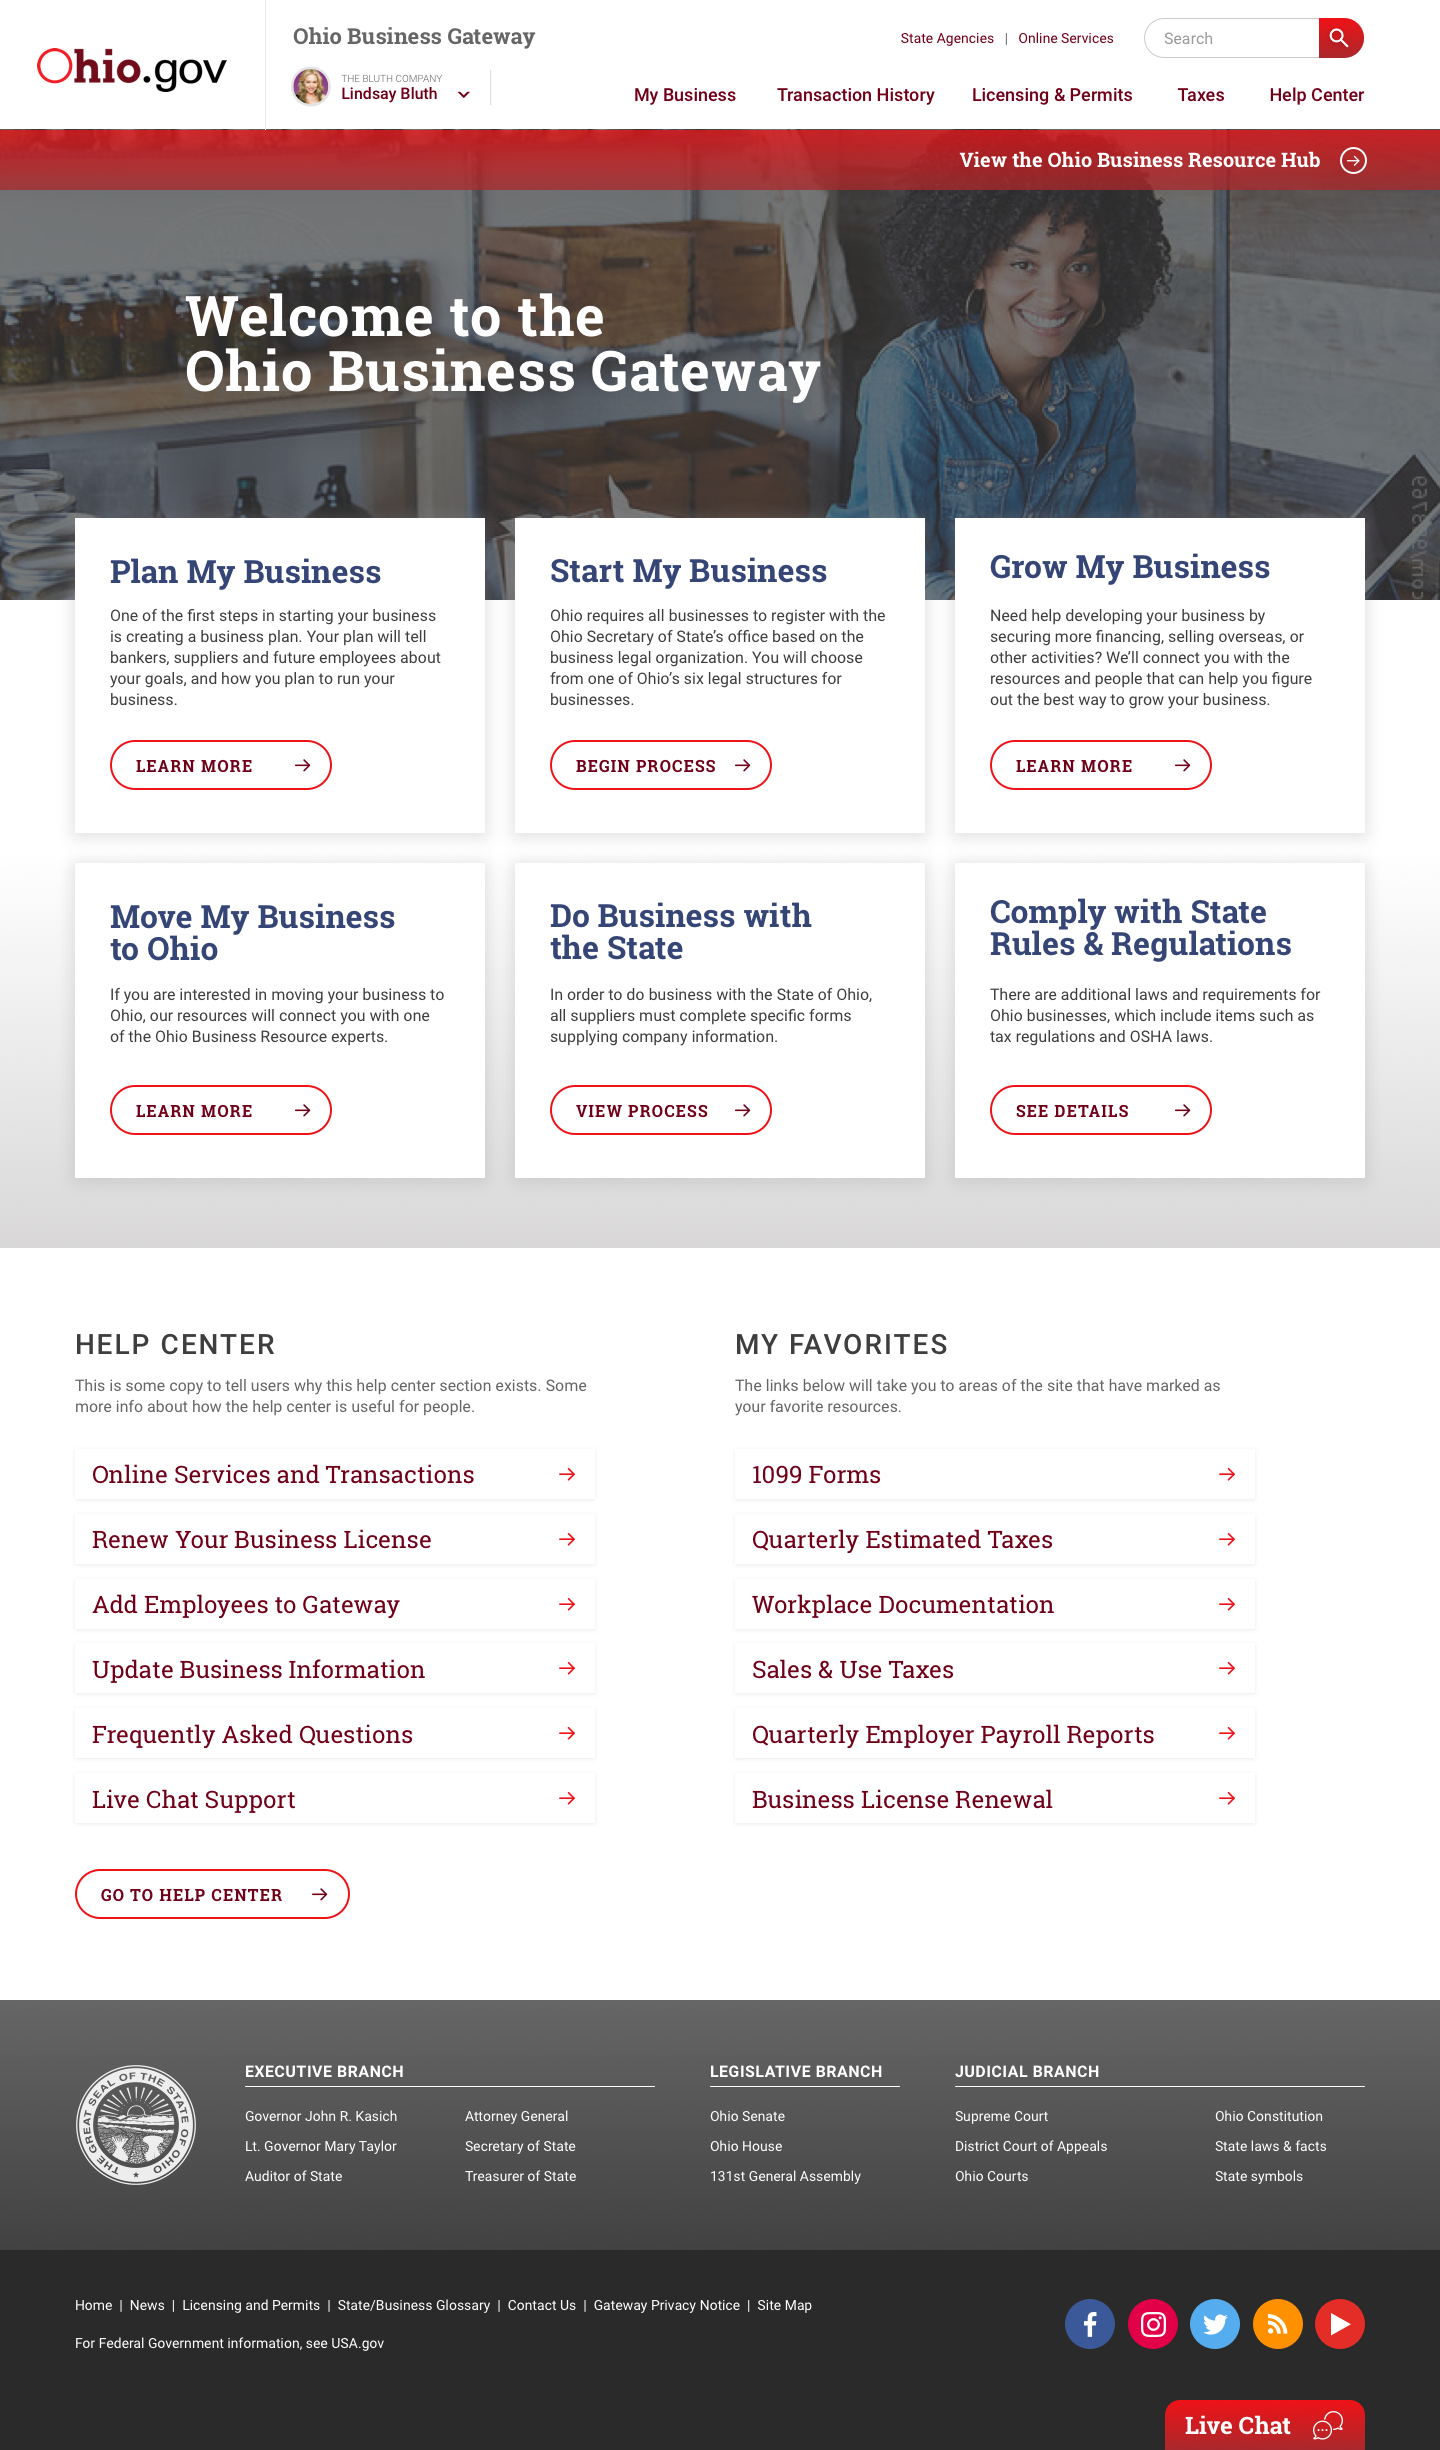 Ohio.gov
Ohio Business Gateway
State Agencies | Online Services
Search
THE BLUTH COMPANY
Lindsay Bluth
My Business
Transaction History
Licensing & Permits
Taxes
Help Center
View the Ohio Business Resource Hub
Welcome to the
Ohio Business Gateway
Plan My Business
One of the first steps in starting your business
is creating a business plan. Your plan will tell
bankers, suppliers and future employees about
your goals, and how you plan to run your
business.
LEARN MORE
Start My Business
Ohio requires all businesses to register with the
Ohio Secretary of State’s office based on the
business legal organization. You will choose
from one of Ohio’s six legal structures for
businesses.
BEGIN PROCESS
Grow My Business
Need help developing your business by
securing more financing, selling overseas, or
other activities? We’ll connect you with the
resources and people that can help you figure
out the best way to grow your business.
LEARN MORE
Move My Business
to Ohio
If you are interested in moving your business to
Ohio, our resources will connect you with one
of the Ohio Business Resource experts.
LEARN MORE
Do Business with
the State
In order to do business with the State of Ohio,
all suppliers must complete specific forms
supplying company information.
VIEW PROCESS
Comply with State
Rules & Regulations
There are additional laws and requirements for
Ohio businesses, which include items such as
tax regulations and OSHA laws.
SEE DETAILS
HELP CENTER
This is some copy to tell users why this help center section exists. Some
more info about how the help center is useful for people.
Online Services and Transactions
Renew Your Business License
Add Employees to Gateway
Update Business Information
Frequently Asked Questions
Live Chat Support
GO TO HELP CENTER
MY FAVORITES
The links below will take you to areas of the site that have marked as
your favorite resources.
1099 Forms
Quarterly Estimated Taxes
Workplace Documentation
Sales & Use Taxes
Quarterly Employer Payroll Reports
Business License Renewal
THE GREAT SEAL OF THE STATE OF OHIO
EXECUTIVE BRANCH
Governor John R. Kasich
Lt. Governor Mary Taylor
Auditor of State
Attorney General
Secretary of State
Treasurer of State
LEGISLATIVE BRANCH
Ohio Senate
Ohio House
131st General Assembly
JUDICIAL BRANCH
Supreme Court
District Court of Appeals
Ohio Courts
Ohio Constitution
State laws & facts
State symbols
Home | News | Licensing and Permits | State/Business Glossary | Contact Us | Gateway Privacy Notice | Site Map
For Federal Government information, see USA.gov
Live Chat